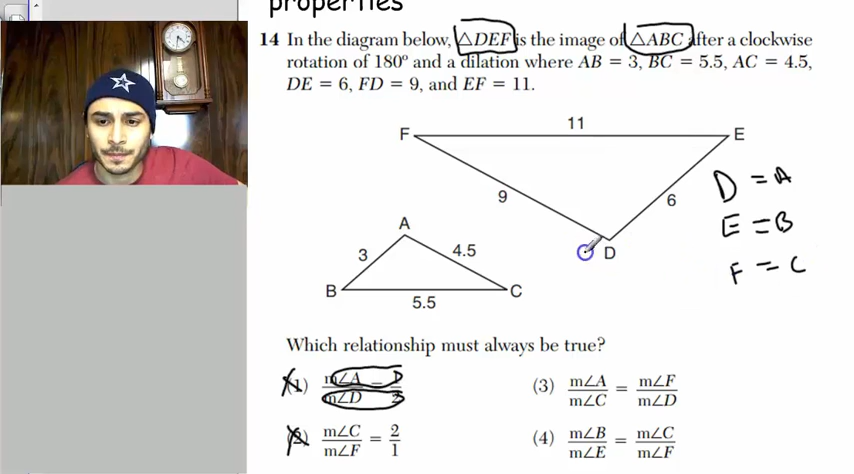 properties
14 In the diagram below, △DEF is the image of △ABC after a clockwise
rotation of 180° and a dilation where AB = 3, BC = 5.5, AC = 4.5,
DE = 6, FD = 9, and EF = 11.
11
F
E
9
6
D
D = A
E = B
F = C
A
3
4.5
B
C
5.5
Which relationship must always be true?
(1) m∠A / m∠D = 1 / 2
(2) m∠C / m∠F = 2 / 1
(3) m∠A / m∠C = m∠F / m∠D
(4) m∠B / m∠E = m∠C / m∠F